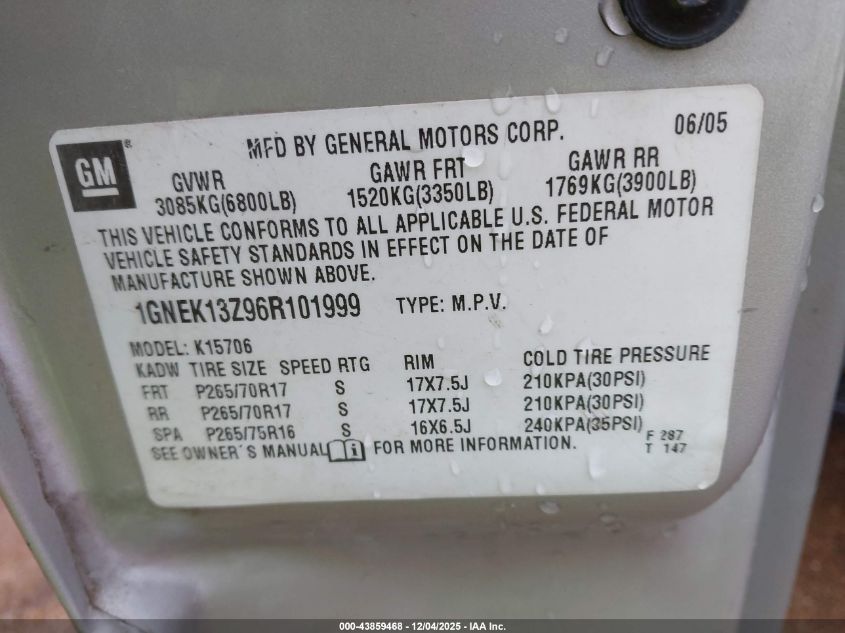 GM ®
MFD BY GENERAL MOTORS CORP. 06/05
GVWR GAWR FRT GAWR RR
3085KG(6800LB) 1520KG(3350LB) 1769KG(3900LB)
THIS VEHICLE CONFORMS TO ALL APPLICABLE U.S. FEDERAL MOTOR
VEHICLE SAFETY STANDARDS IN EFFECT ON THE DATE OF
MANUFACTURE SHOWN ABOVE.
1GNEK13Z96R101999 TYPE: M.P.V.
MODEL: K15706
KADW TIRE SIZE SPEED RTG RIM COLD TIRE PRESSURE
FRT P265/70R17 S 17X7.5J 210KPA(30PSI)
RR P265/70R17 S 17X7.5J 210KPA(30PSI)
SPA P265/75R16 S 16X6.5J 240KPA(35PSI)
SEE OWNER'S MANUAL i FOR MORE INFORMATION.
F 287
T 147
000-43859468 - 12/04/2025 - IAA Inc.